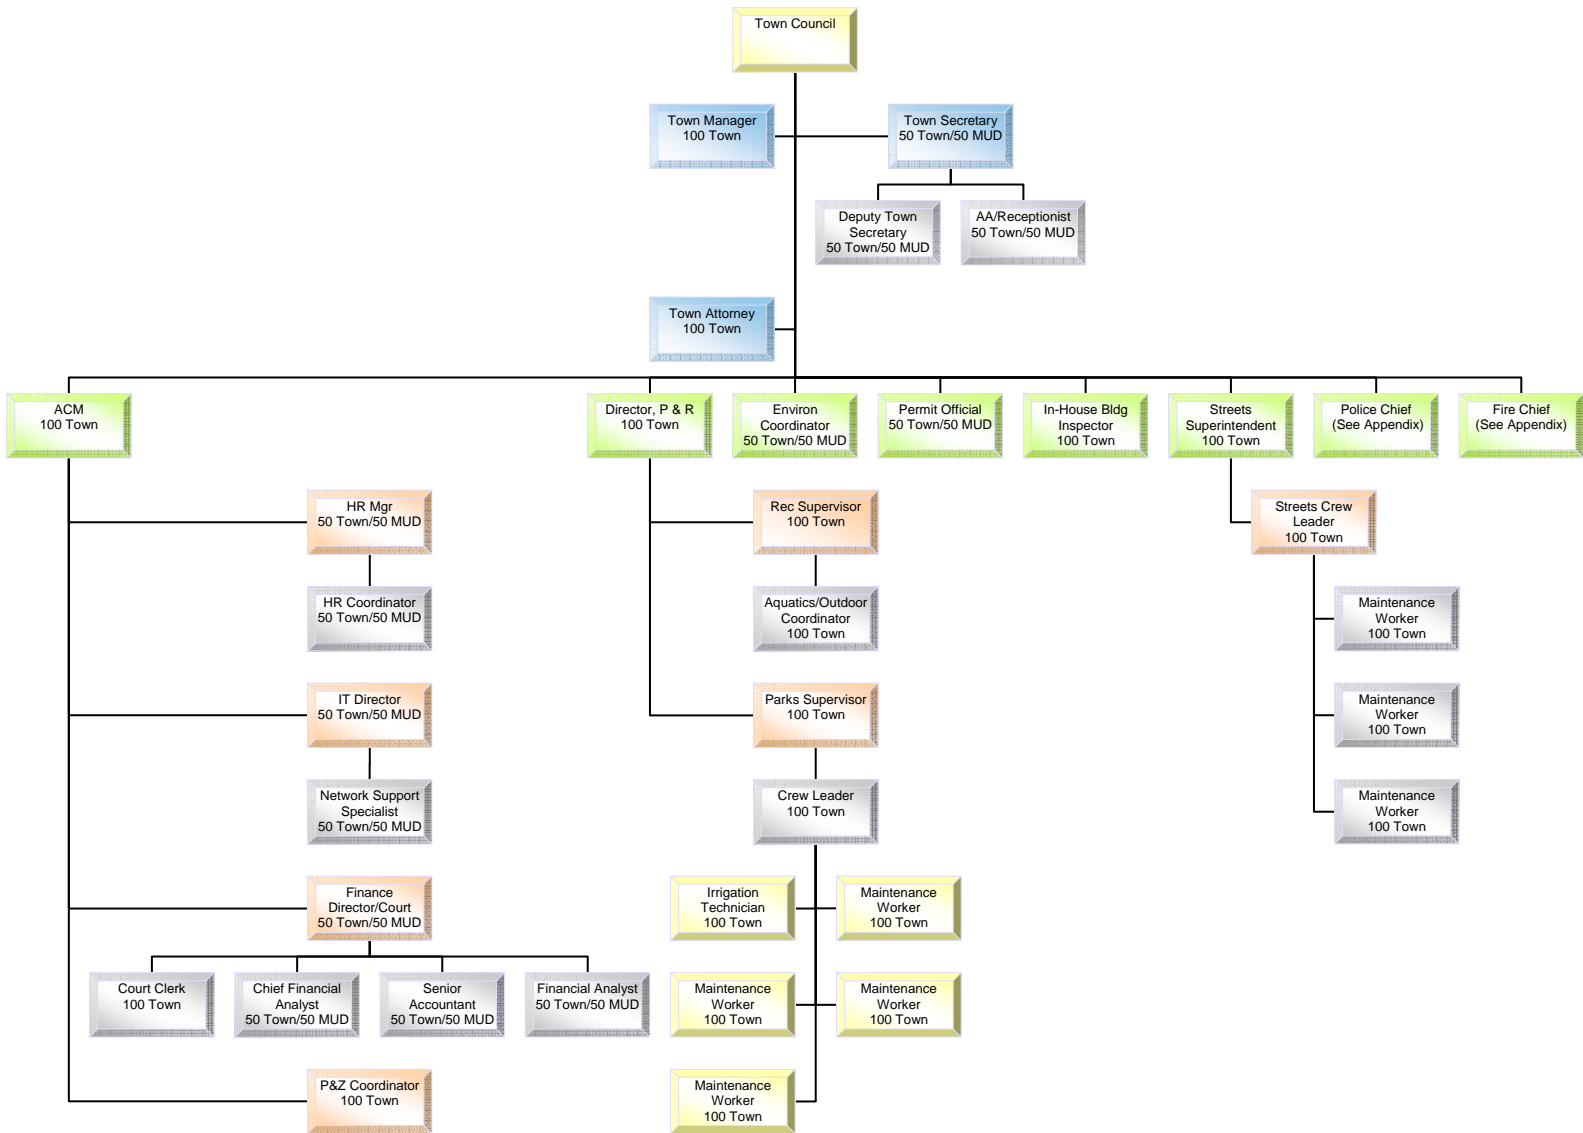 Town Council
Town Manager
100 Town
Town Secretary
50 Town/50 MUD
Deputy Town
Secretary
50 Town/50 MUD
AA/Receptionist
50 Town/50 MUD
Town Attorney
100 Town
ACM
100 Town
Director, P & R
100 Town
Environ
Coordinator
50 Town/50 MUD
Permit Official
50 Town/50 MUD
In-House Bldg
Inspector
100 Town
Streets
Superintendent
100 Town
Police Chief
(See Appendix)
Fire Chief
(See Appendix)
HR Mgr
50 Town/50 MUD
Rec Supervisor
100 Town
Streets Crew
Leader
100 Town
HR Coordinator
50 Town/50 MUD
Aquatics/Outdoor
Coordinator
100 Town
Maintenance
Worker
100 Town
IT Director
50 Town/50 MUD
Parks Supervisor
100 Town
Maintenance
Worker
100 Town
Network Support
Specialist
50 Town/50 MUD
Crew Leader
100 Town
Maintenance
Worker
100 Town
Finance
Director/Court
50 Town/50 MUD
Irrigation
Technician
100 Town
Maintenance
Worker
100 Town
Court Clerk
100 Town
Chief Financial
Analyst
50 Town/50 MUD
Senior
Accountant
50 Town/50 MUD
Financial Analyst
50 Town/50 MUD
Maintenance
Worker
100 Town
Maintenance
Worker
100 Town
P&Z Coordinator
100 Town
Maintenance
Worker
100 Town